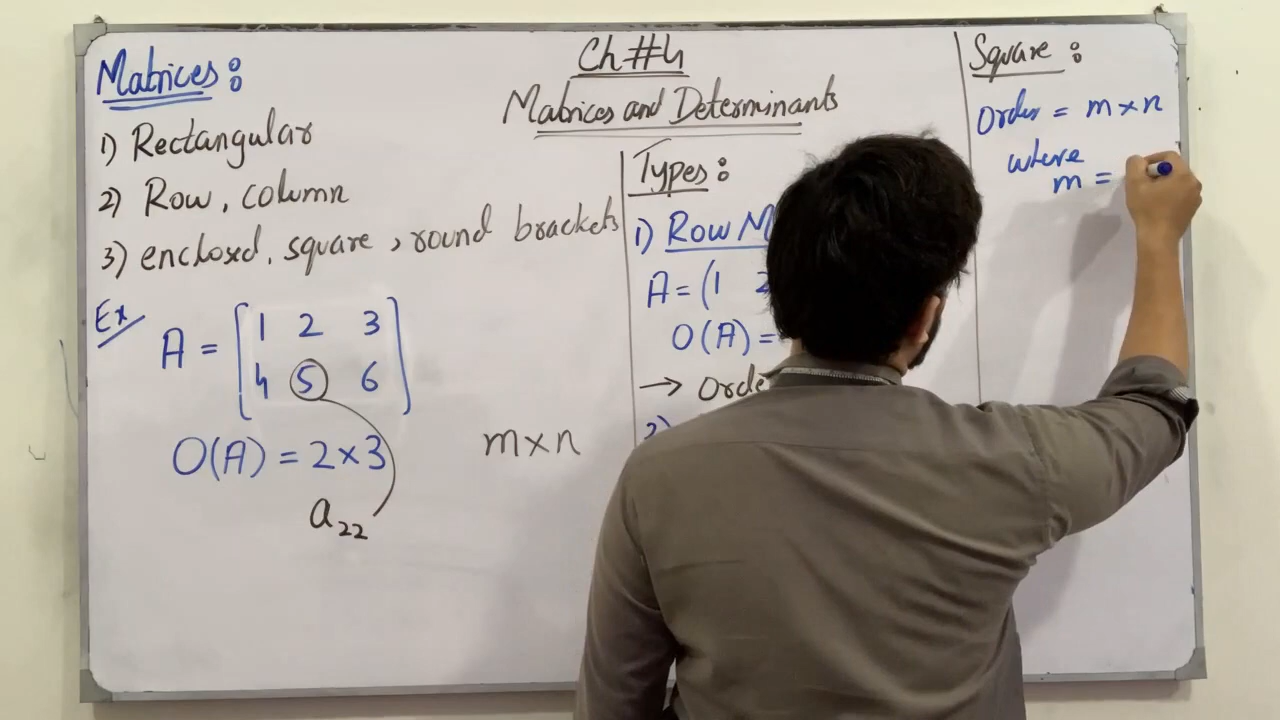 Ch#4
Matrices and Determinants
Matrices:
1) Rectangular
2) Row, column
3) enclosed, square, round brackets
Ex
A = [1 2 3
4 5 6]
O(A) = 2×3
a22
m×n
Types:
1) Row M
A = (1 2
O(A) =
→ Orde
2)
Square:
Order = m×n
where
m =